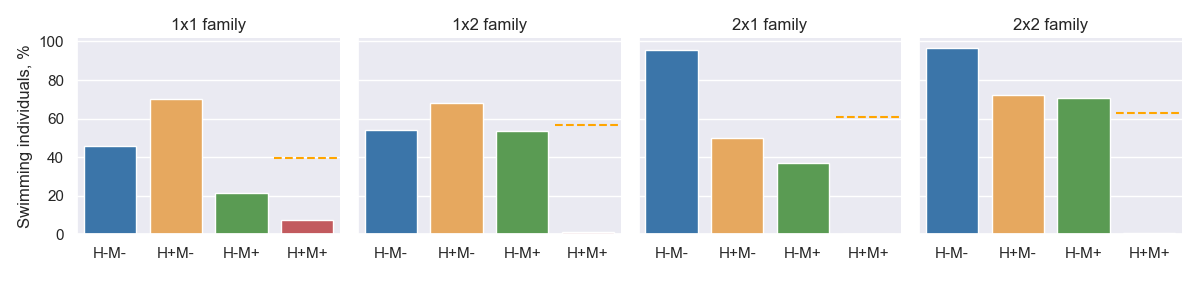 1x1 family 1x2 family 2x1 family 2x2 family
Swimming individuals, %
100
80
60
40
20
0
H-M- H+M- H-M+ H+M+ H-M- H+M- H-M+ H+M+ H-M- H+M- H-M+ H+M+ H-M- H+M- H-M+ H+M+